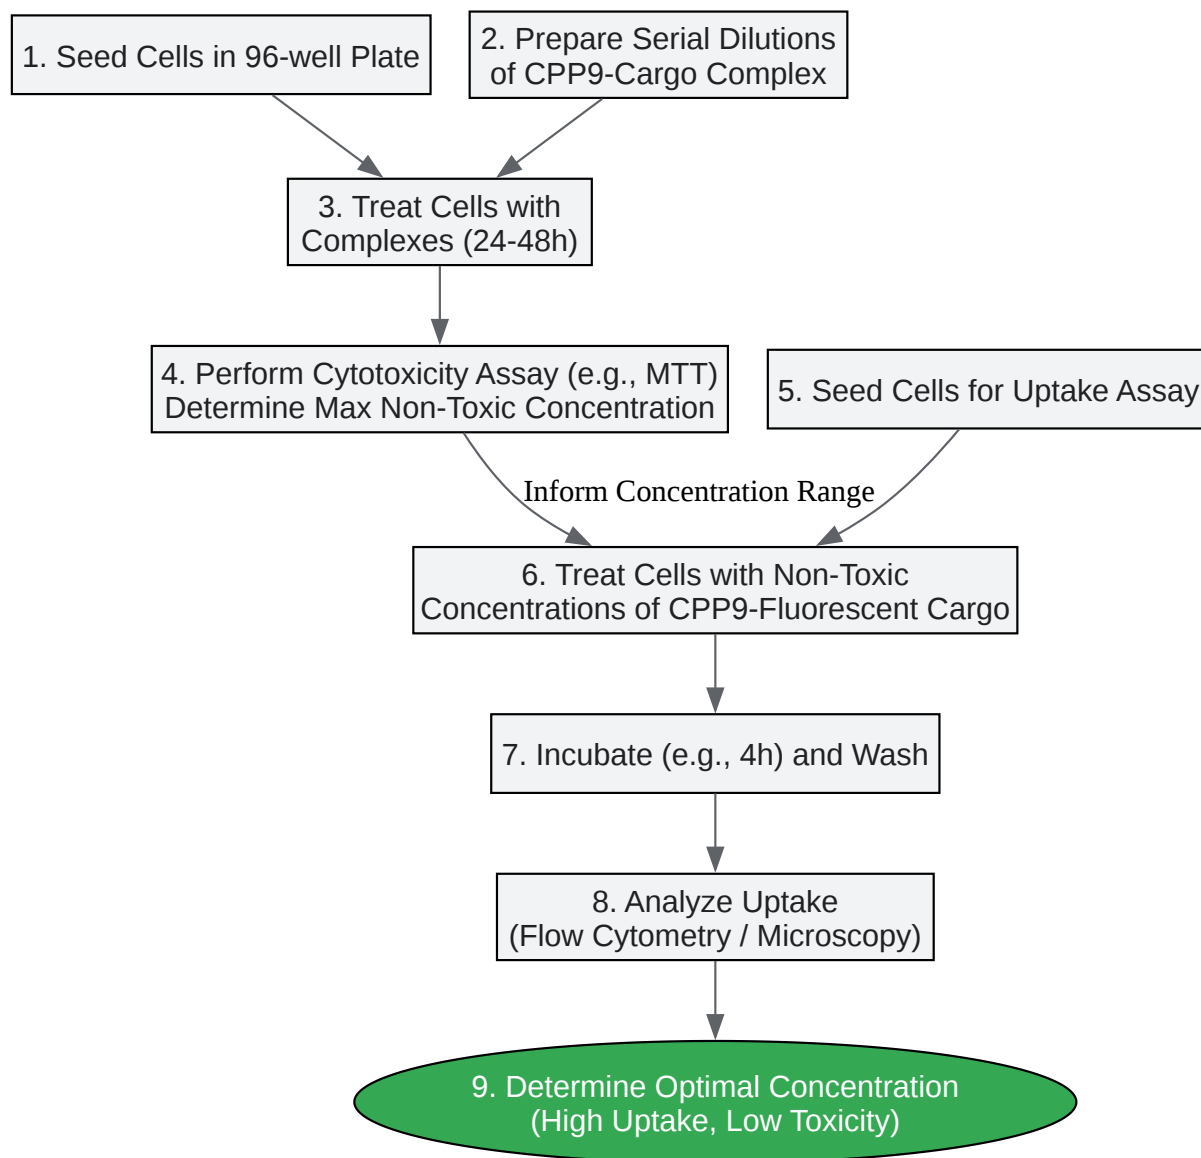 1. Seed Cells in 96-well Plate
2. Prepare Serial Dilutions
of CPP9-Cargo Complex
3. Treat Cells with
Complexes (24-48h)
4. Perform Cytotoxicity Assay (e.g., MTT)
Determine Max Non-Toxic Concentration
5. Seed Cells for Uptake Assay
Inform Concentration Range
6. Treat Cells with Non-Toxic
Concentrations of CPP9-Fluorescent Cargo
7. Incubate (e.g., 4h) and Wash
8. Analyze Uptake
(Flow Cytometry / Microscopy)
9. Determine Optimal Concentration
(High Uptake, Low Toxicity)